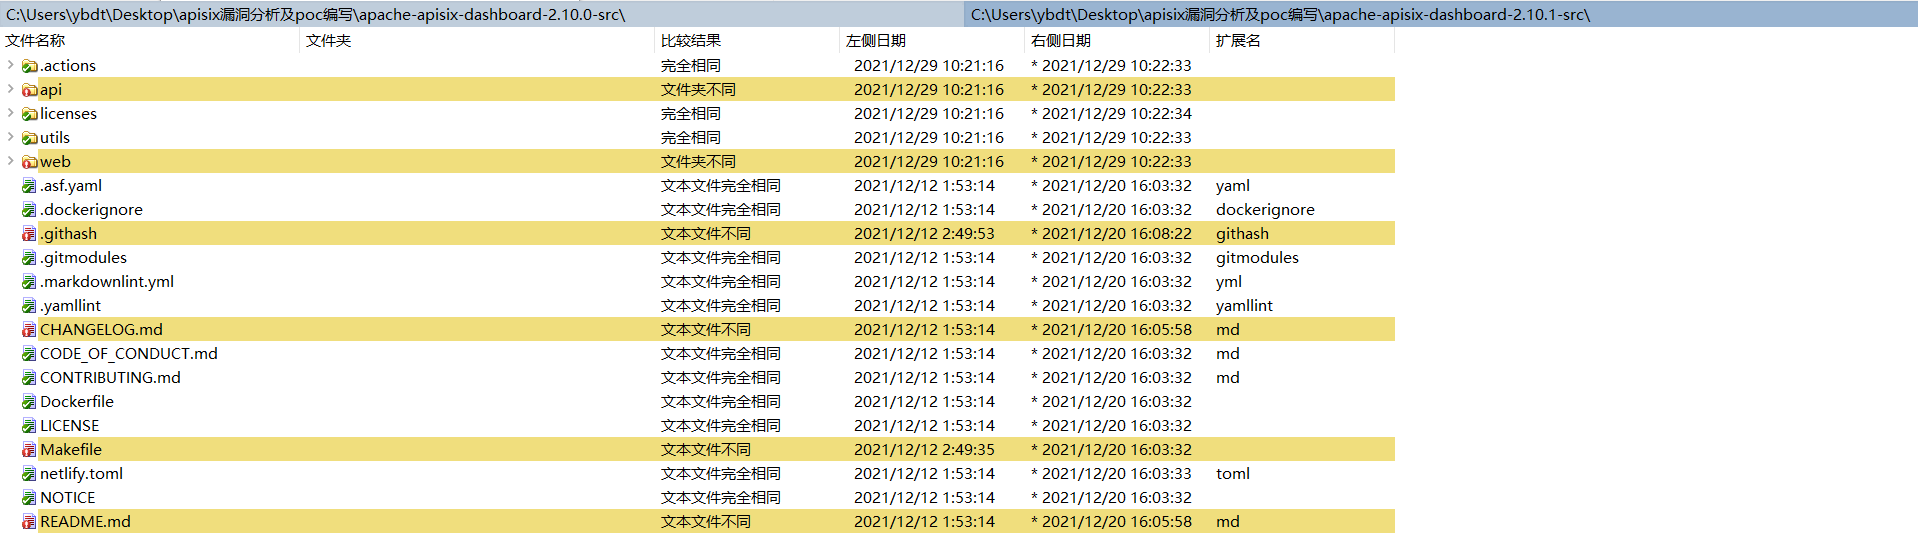 C:\Users\ybdt\Desktop\apisix漏洞分析及poc编写\apache-apisix-dashboard-2.10.0-src\ C:\Users\ybdt\Desktop\apisix漏洞分析及poc编写\apache-apisix-dashboard-2.10.1-src\
文件名称 文件夹 比较结果 左侧日期 右侧日期 扩展名
.actions 完全相同 2021/12/29 10:21:16 * 2021/12/29 10:22:33
api 文件夹不同 2021/12/29 10:21:16 * 2021/12/29 10:22:33
licenses 完全相同 2021/12/29 10:21:16 * 2021/12/29 10:22:34
utils 完全相同 2021/12/29 10:21:16 * 2021/12/29 10:22:33
web 文件夹不同 2021/12/29 10:21:16 * 2021/12/29 10:22:33
.asf.yaml 文本文件完全相同 2021/12/12 1:53:14 * 2021/12/20 16:03:32 yaml
.dockerignore 文本文件完全相同 2021/12/12 1:53:14 * 2021/12/20 16:03:32 dockerignore
.githash 文本文件不同 2021/12/12 2:49:53 * 2021/12/20 16:08:22 githash
.gitmodules 文本文件完全相同 2021/12/12 1:53:14 * 2021/12/20 16:03:32 gitmodules
.markdownlint.yml 文本文件完全相同 2021/12/12 1:53:14 * 2021/12/20 16:03:32 yml
.yamllint 文本文件完全相同 2021/12/12 1:53:14 * 2021/12/20 16:03:32 yamllint
CHANGELOG.md 文本文件不同 2021/12/12 1:53:14 * 2021/12/20 16:05:58 md
CODE_OF_CONDUCT.md 文本文件完全相同 2021/12/12 1:53:14 * 2021/12/20 16:03:32 md
CONTRIBUTING.md 文本文件完全相同 2021/12/12 1:53:14 * 2021/12/20 16:03:32 md
Dockerfile 文本文件完全相同 2021/12/12 1:53:14 * 2021/12/20 16:03:32
LICENSE 文本文件完全相同 2021/12/12 1:53:14 * 2021/12/20 16:03:32
Makefile 文本文件不同 2021/12/12 2:49:35 * 2021/12/20 16:03:32
netlify.toml 文本文件完全相同 2021/12/12 1:53:14 * 2021/12/20 16:03:33 toml
NOTICE 文本文件完全相同 2021/12/12 1:53:14 * 2021/12/20 16:03:32
README.md 文本文件不同 2021/12/12 1:53:14 * 2021/12/20 16:05:58 md